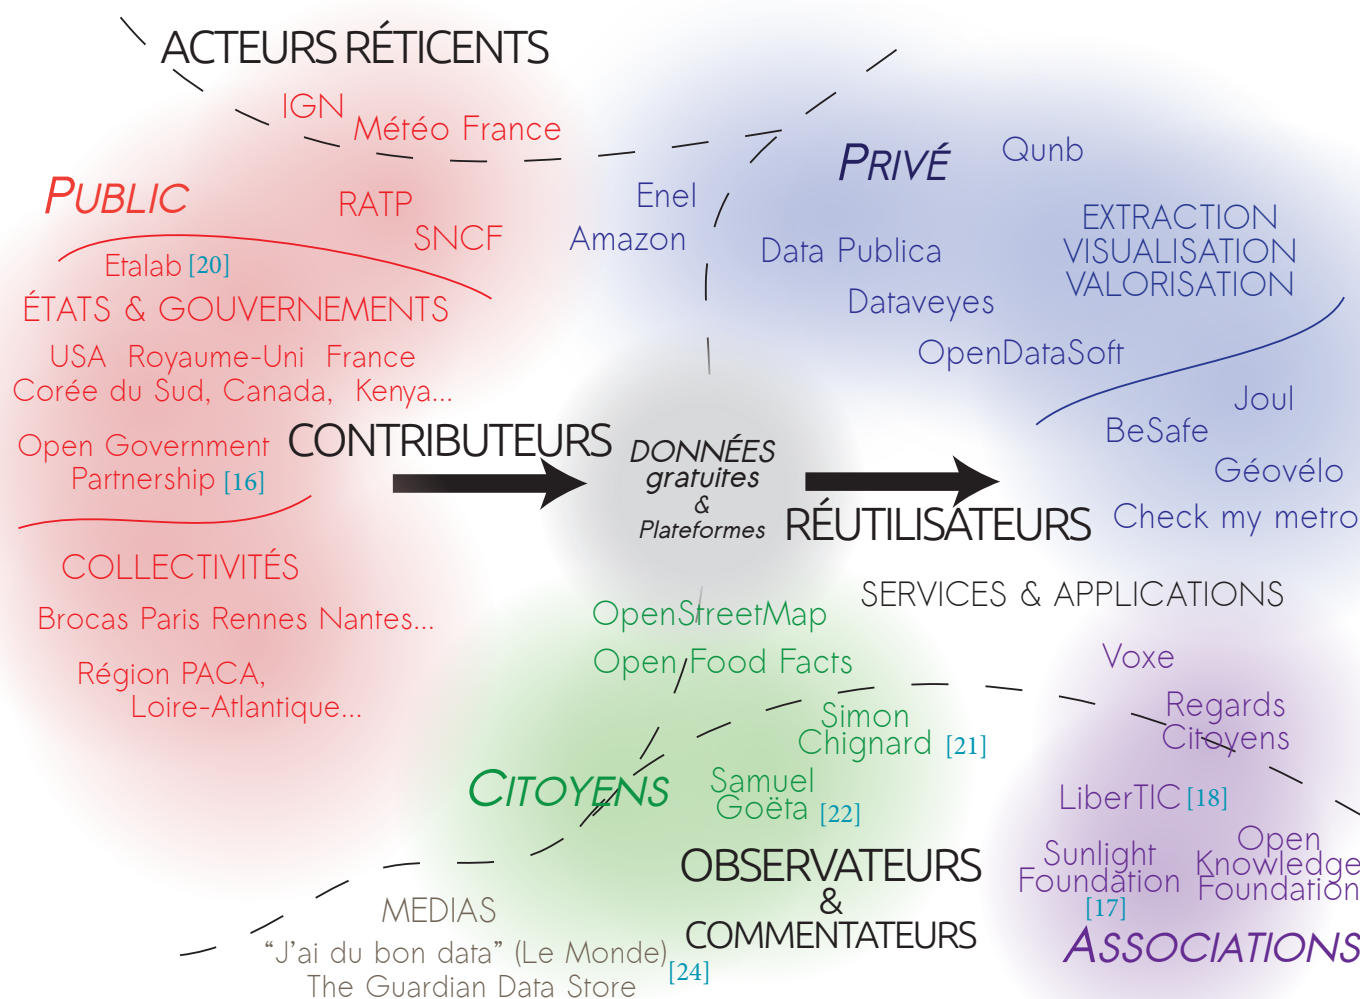 ACTEURS RÉTICENTS
IGN
Météo France
PUBLIC
RATP
SNCF
Etalab [20]
ÉTATS & GOUVERNEMENTS
USA Royaume-Uni France
Corée du Sud, Canada, Kenya...
Open Government
Partnership [16]
COLLECTIVITÉS
Brocas Paris Rennes Nantes...
Région PACA,
Loire-Atlantique...
CONTRIBUTEURS
DONNÉES
gratuites
&
Plateformes
RÉUTILISATEURS
PRIVÉ
Qunb
Enel
Amazon
Data Publica
Dataveyes
OpenDataSoft
EXTRACTION
VISUALISATION
VALORISATION
Joul
BeSafe
Géovélo
Check my metro
SERVICES & APPLICATIONS
OpenStreetMap
Open Food Facts
Simon
Chignard [21]
Samuel
Goëta [22]
CITOYENS
OBSERVATEURS
&
COMMENTATEURS
MEDIAS
“J’ai du bon data” (Le Monde)
The Guardian Data Store
[24]
Voxe
Regards
Citoyens
LiberTIC [18]
Sunlight
Foundation
[17]
Open
Knowledge
Foundation
ASSOCIATIONS